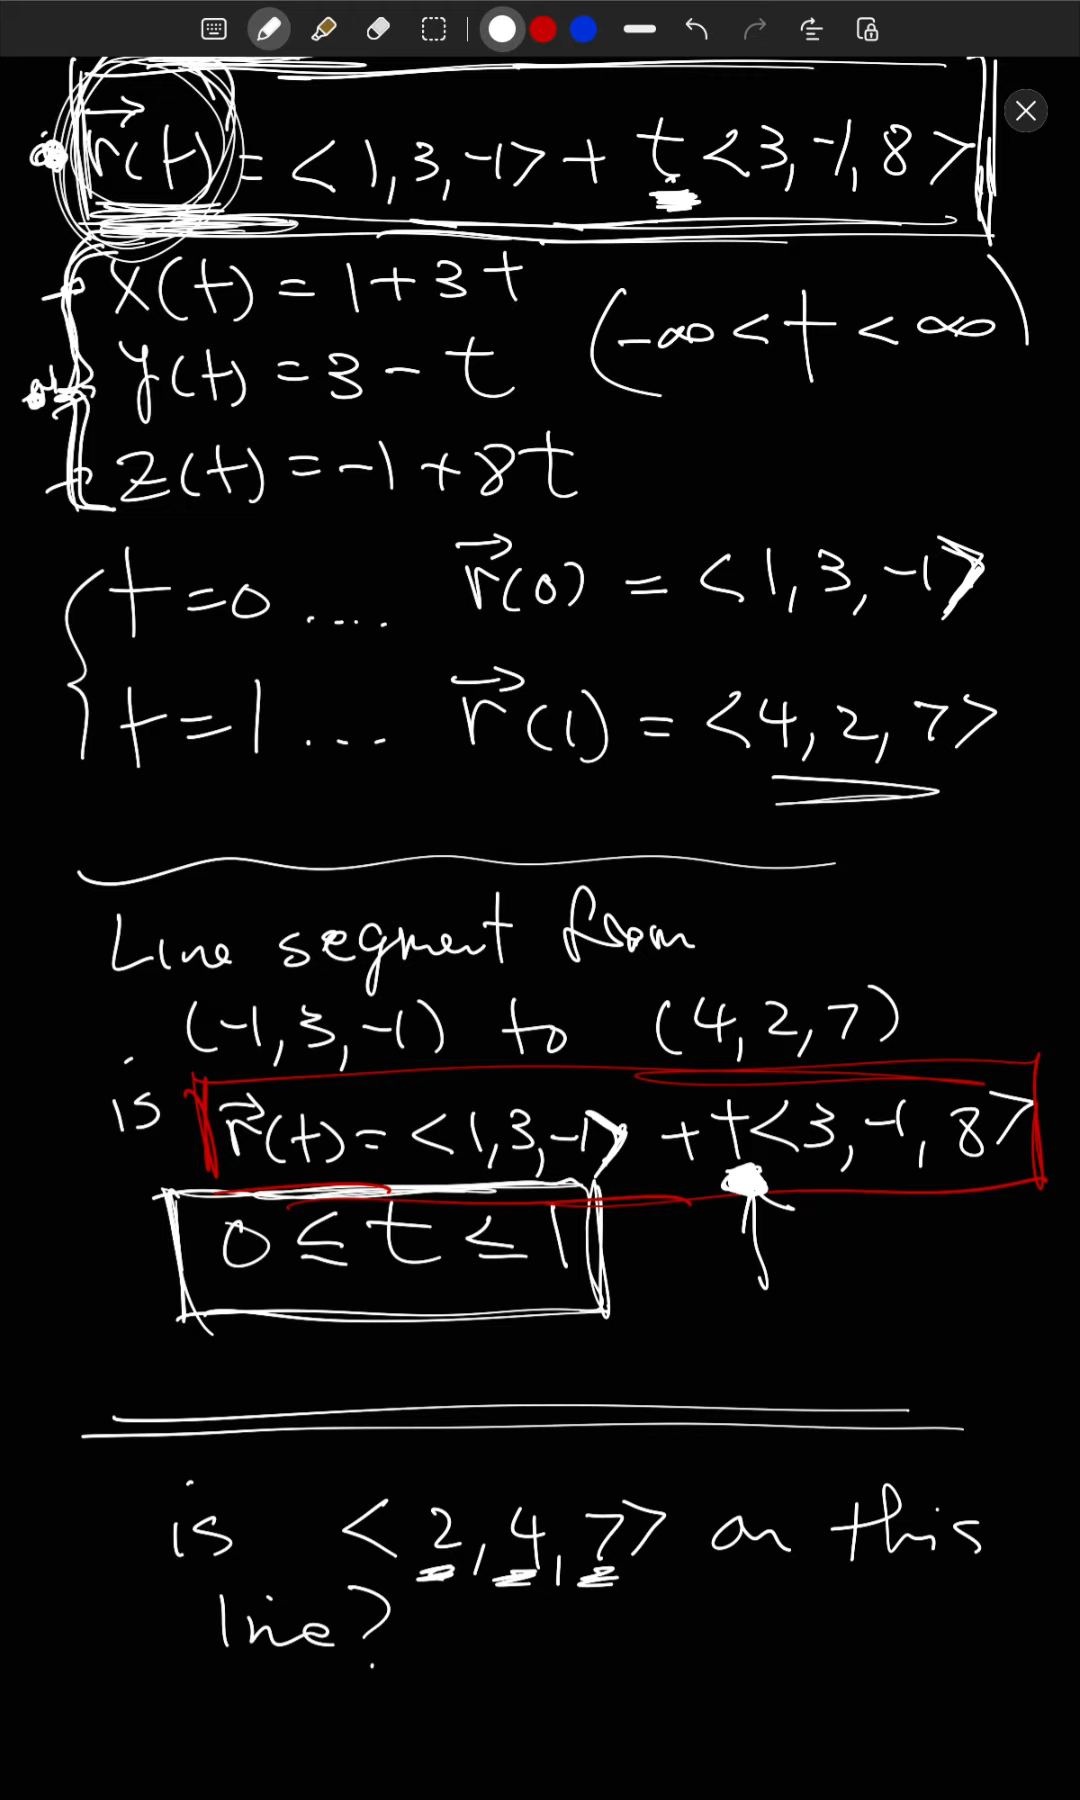 r⃗(t) = <1, 3, -1> + t <3, -1, 8>
x(t) = 1 + 3t
(-∞ < t < ∞)
y(t) = 3 - t
z(t) = -1 + 8t
t = 0 .... r⃗(0) = <1, 3, -1>
t = 1 ... r⃗(1) = <4, 2, 7>
Line segment from
(-1, 3, -1) to (4, 2, 7)
is r⃗(t) = <1, 3, -1> + t<3, -1, 8>
0 ≤ t ≤ 1
is <2, 4, 7> on this
line?